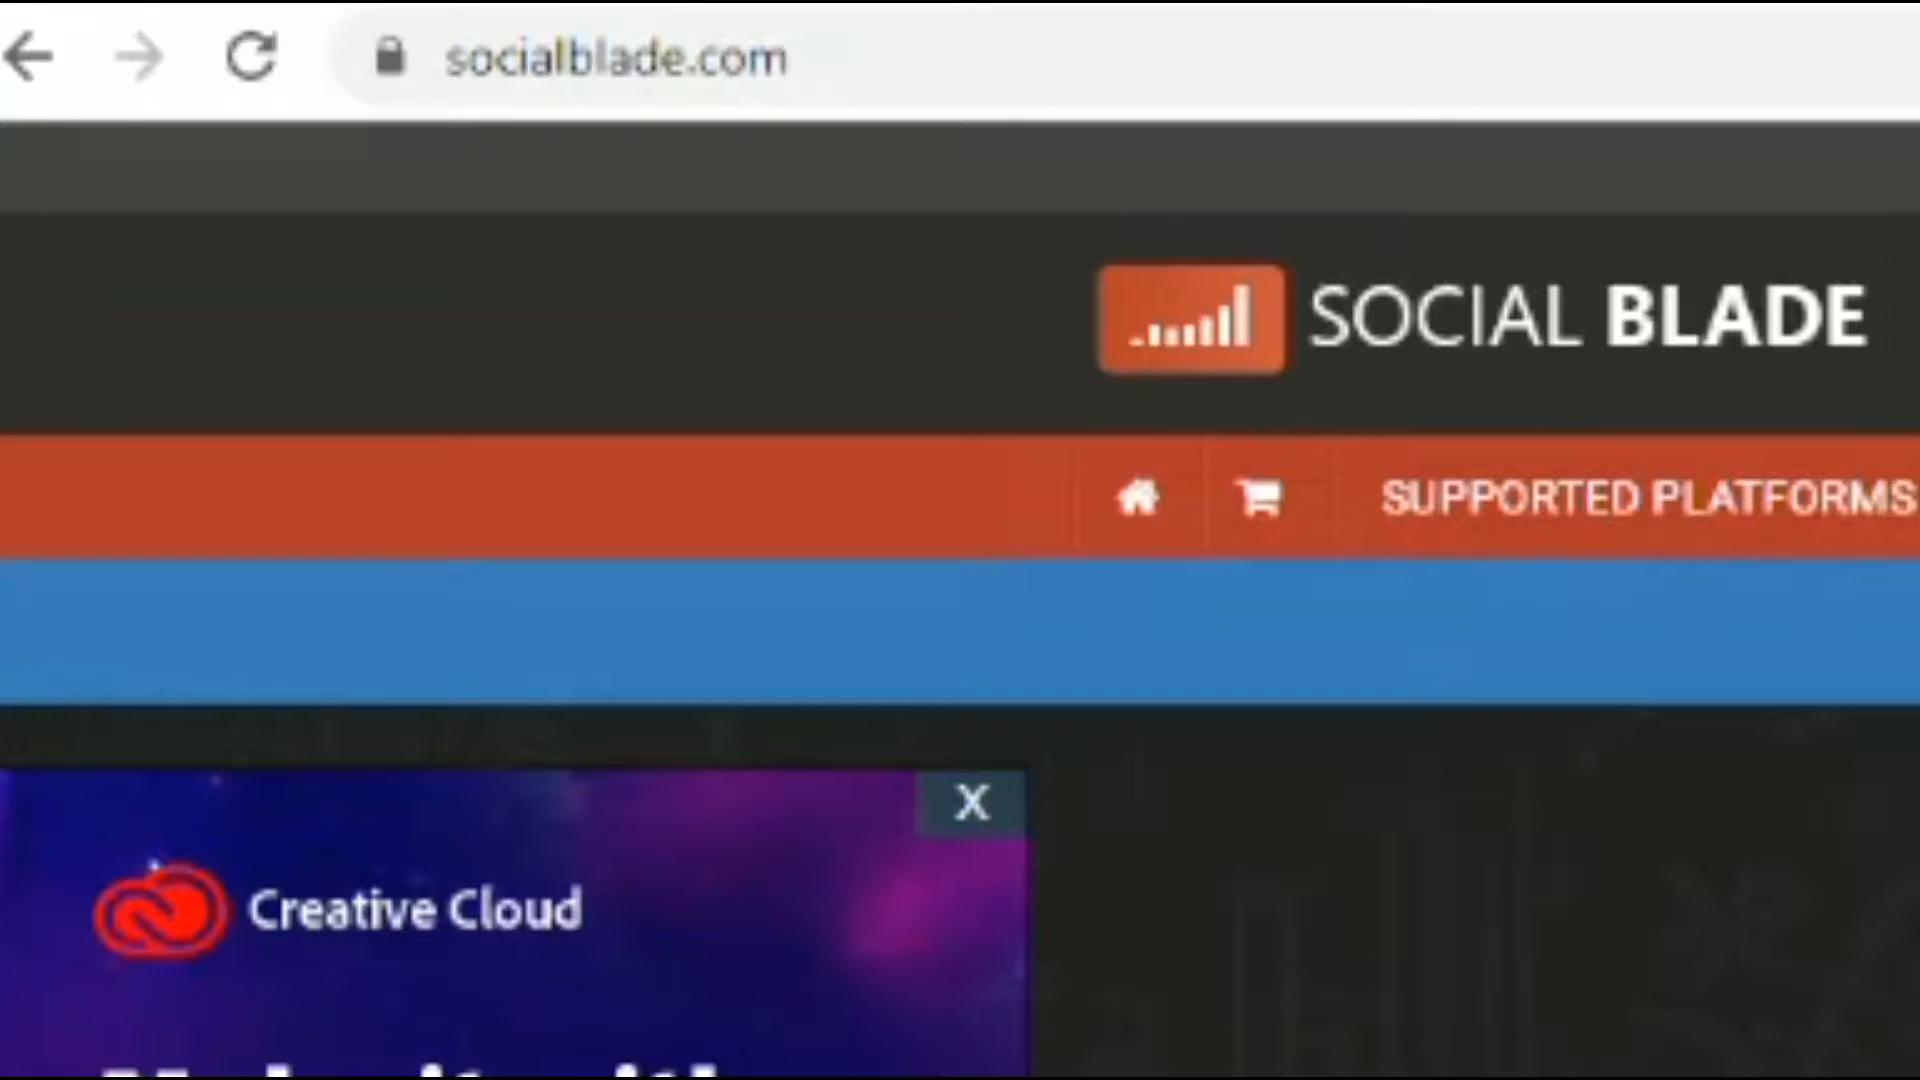 socialblade.com
SOCIAL BLADE
SUPPORTED PLATFORMS
X
Creative Cloud